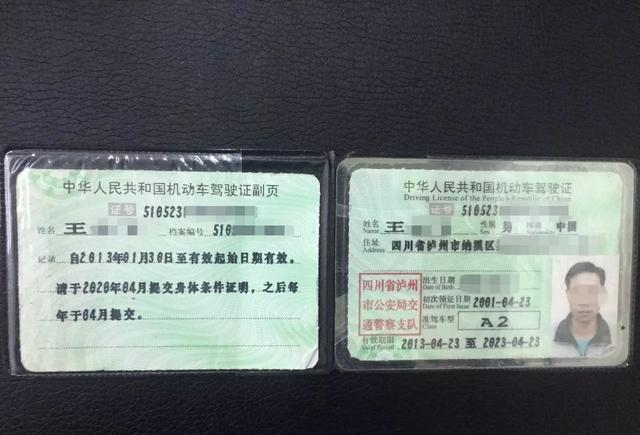 中华人民共和国机动车驾驶证副页
证号 5105231
姓名 王 档案编号 510
记录 自2013年01月30日至有效起始日期有效。
请于2020年04月提交身体条件证明,之后每
年于04月提交。
中华人民共和国机动车驾驶证
Driving License of the People's Republic of China
证号 510523
姓名 王 性别 男 国籍 中国
Name Sex Nationality
住址 四川省泸州市纳溪区
Address
四川省泸州
市公安局交
通警察支队
出生日期
Date of Birth
初次领证日期 2001-04-23
Date of First Issue
准驾车型 A2
Class
有效期限 2013-04-23 至 2023-04-23
Valid Period